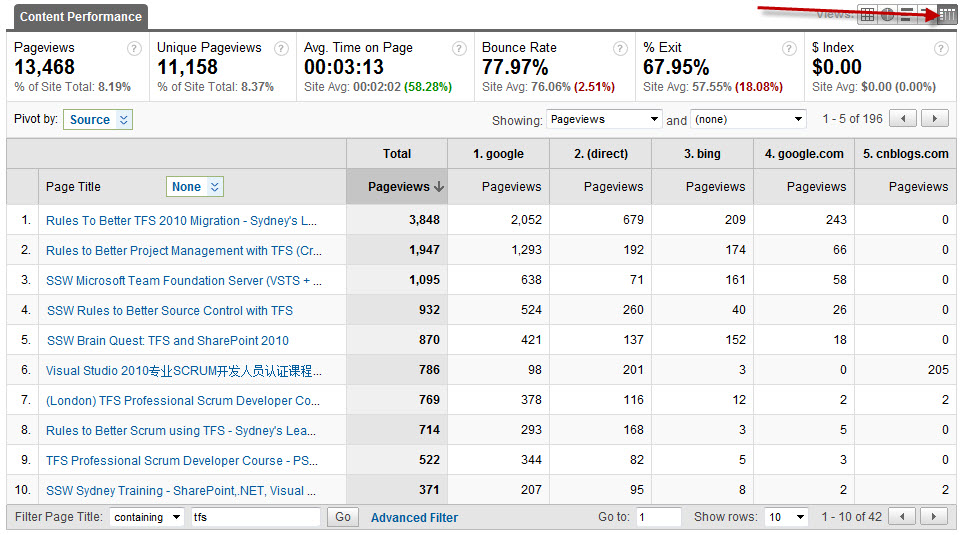 Content Performance
Views:
Pageviews ? Unique Pageviews ? Avg. Time on Page ? Bounce Rate ? % Exit ? $ Index ?
13,468 11,158 00:03:13 77.97% 67.95% $0.00
% of Site Total: 8.19% % of Site Total: 8.37% Site Avg: 00:02:02 (58.28%) Site Avg: 76.06% (2.51%) Site Avg: 57.55% (18.08%) Site Avg: $0.00 (0.00%)
Pivot by: Source Showing: Pageviews and (none) 1 - 5 of 196
Total 1. google 2. (direct) 3. bing 4. google.com 5. cnblogs.com
Page Title None Pageviews Pageviews Pageviews Pageviews Pageviews Pageviews
1. Rules To Better TFS 2010 Migration - Sydney's L... 3,848 2,052 679 209 243 0
2. Rules to Better Project Management with TFS (Cr... 1,947 1,293 192 174 66 0
3. SSW Microsoft Team Foundation Server (VSTS + ... 1,095 638 71 161 58 0
4. SSW Rules to Better Source Control with TFS 932 524 260 40 26 0
5. SSW Brain Quest: TFS and SharePoint 2010 870 421 137 152 18 0
6. Visual Studio 2010专业SCRUM开发人员认证课程... 786 98 201 3 0 205
7. (London) TFS Professional Scrum Developer Co... 769 378 116 12 2 2
8. Rules to Better Scrum using TFS - Sydney's Lea... 714 293 168 3 5 0
9. TFS Professional Scrum Developer Course - PS... 522 344 82 5 3 0
10. SSW Sydney Training - SharePoint,.NET, Visual ... 371 207 95 8 2 2
Filter Page Title: containing tfs Go Advanced Filter Go to: 1 Show rows: 10 1 - 10 of 42